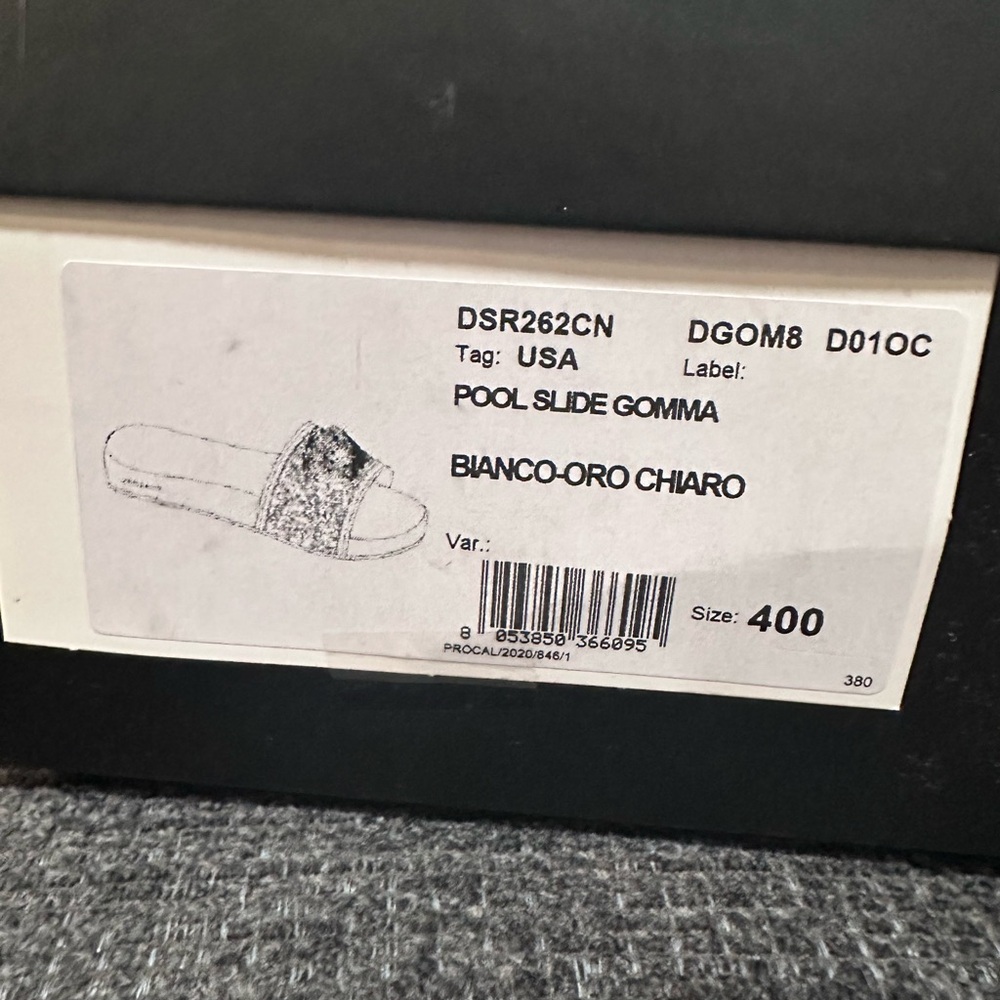 DSR262CN DGOM8 D01OC
Tag: USA Label:
POOL SLIDE GOMMA
BIANCO-ORO CHIARO
Var.:
Size: 400
8 053850 366095
PROCAL/2020/846/1
380